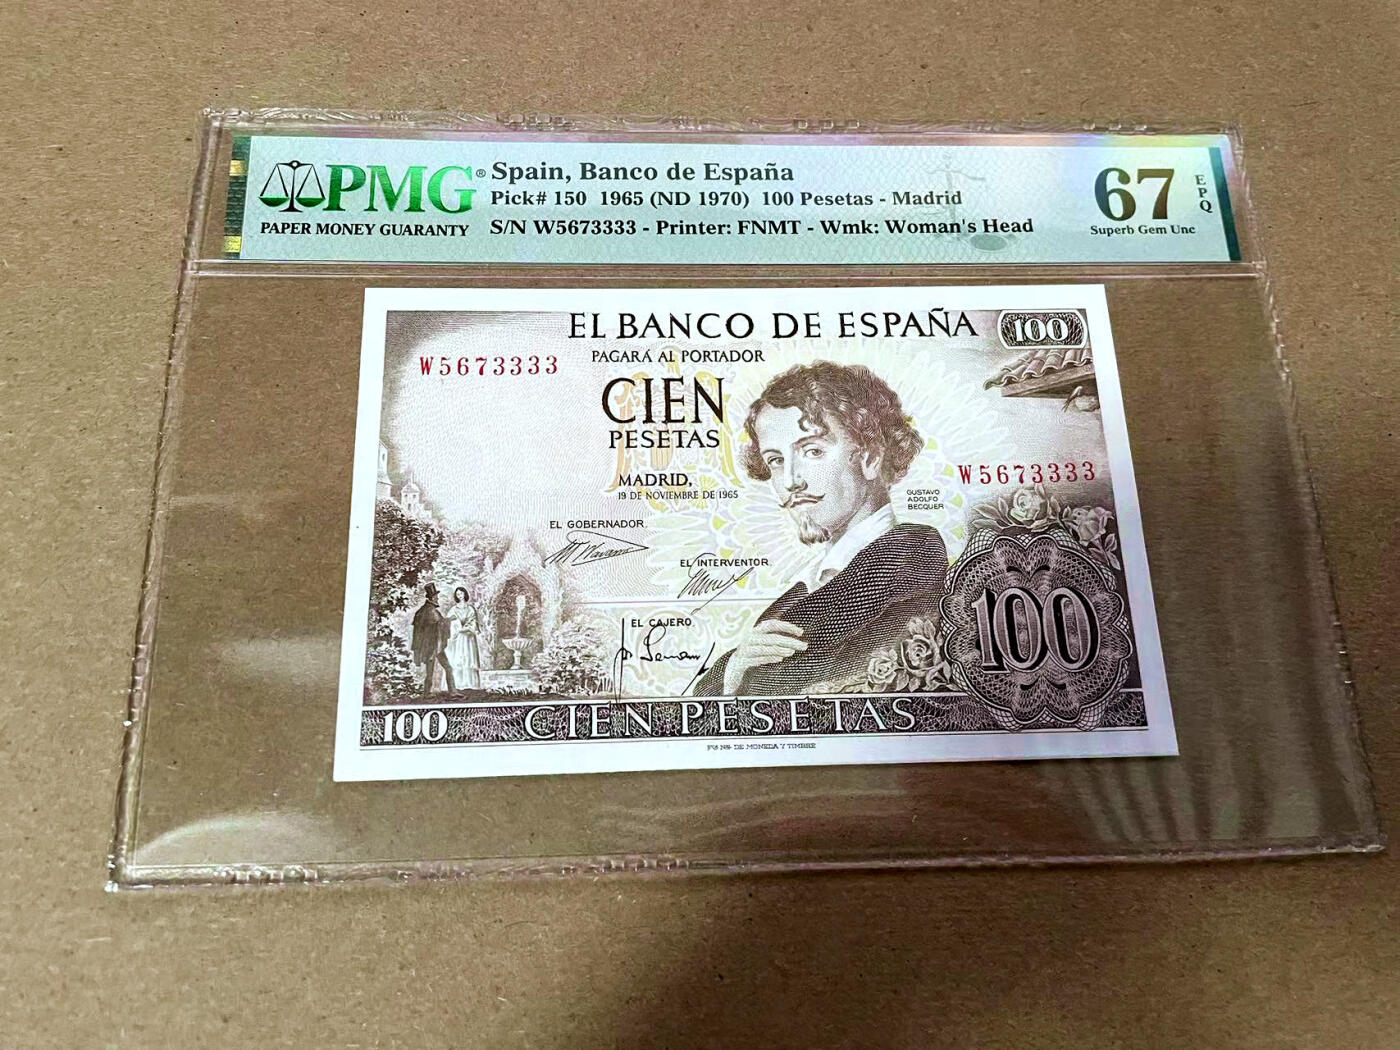 PMG®
PAPER MONEY GUARANTY
Spain, Banco de España
Pick# 150 1965 (ND 1970) 100 Pesetas - Madrid
S/N W5673333 - Printer: FNMT - Wmk: Woman's Head
67
EPQ
Superb Gem Unc
EL BANCO DE ESPAÑA
100
PAGARÁ AL PORTADOR
W5673333
CIEN
PESETAS
MADRID,
19 DE NOVIEMBRE DE 1965
W5673333
GUSTAVO
ADOLFO
BECQUER
EL GOBERNADOR.
EL INTERVENTOR.
EL CAJERO
100
100
CIEN PESETAS
DE MONEDA Y TIMBRE